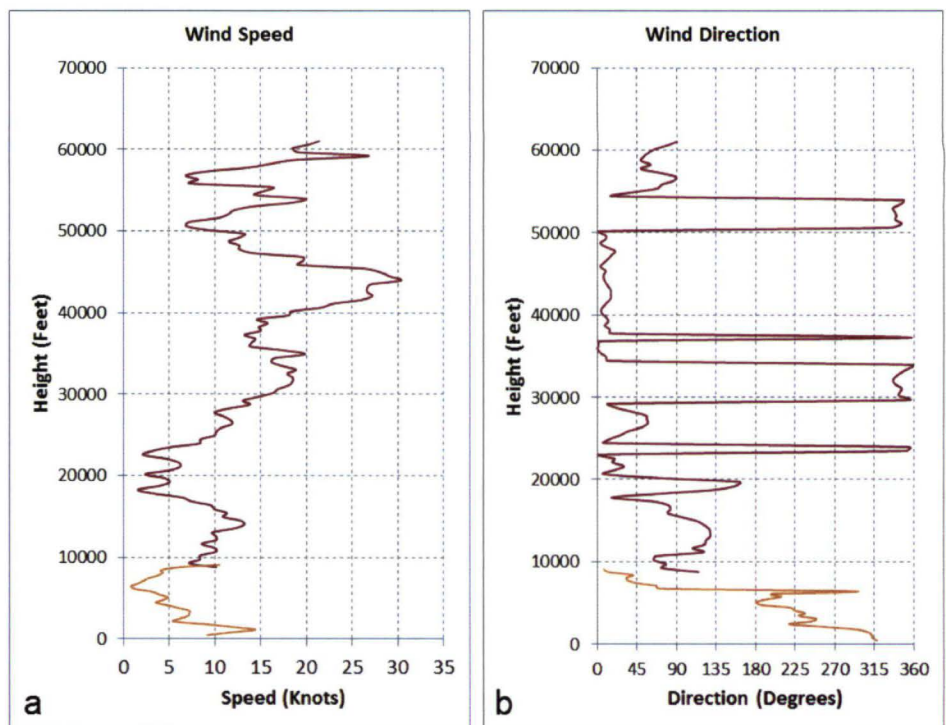 Wind Speed
70000
60000
50000
40000
30000
20000
10000
0
Height (Feet)
0 5 10 15 20 25 30 35
Speed (Knots)
a
Wind Direction
70000
60000
50000
40000
30000
20000
10000
0
Height (Feet)
0 45 90 135 180 225 270 315 360
Direction (Degrees)
b